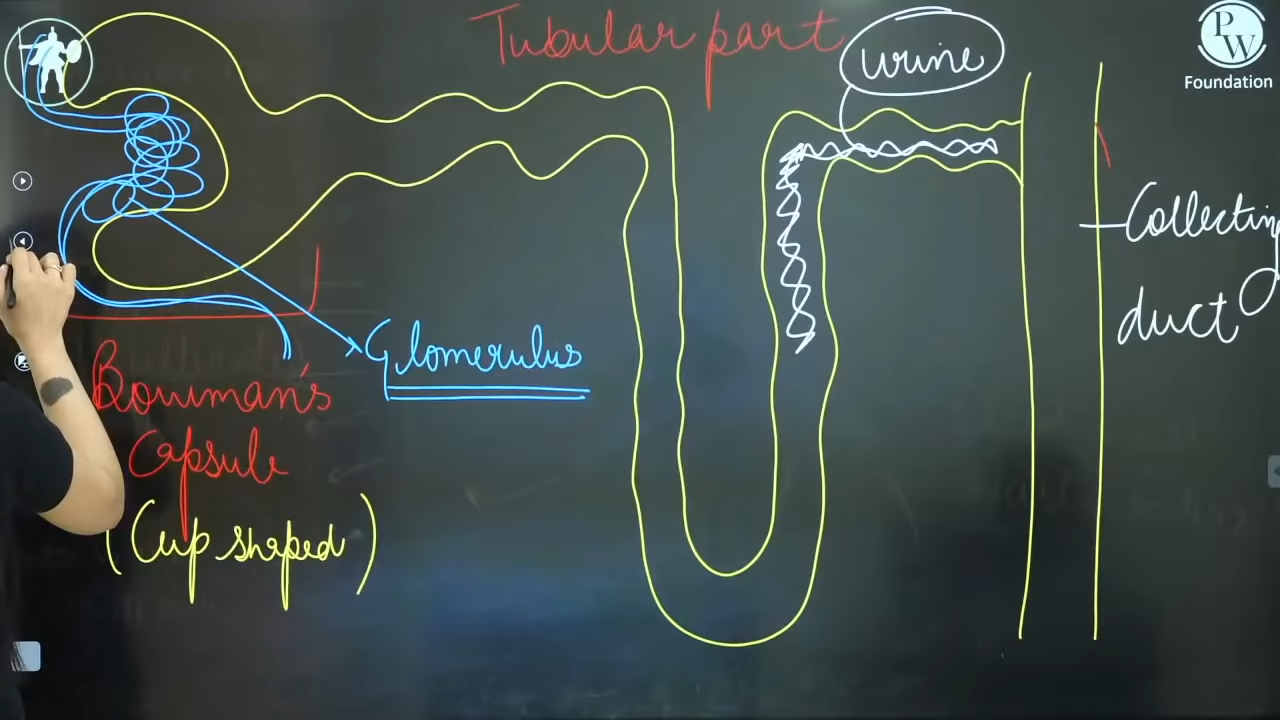 Tubular part
urine
PW
Foundation
Collecting
duct
Glomerulus
Bowman's
Capsule
(Cup shaped)